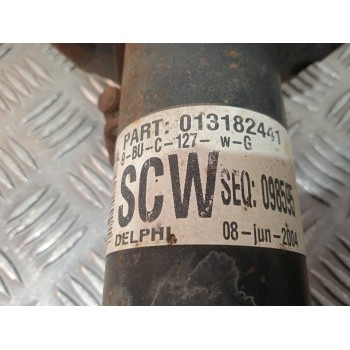 PART: 013182441
9-BU-C-127- W-G
SCW SEQ: 098595
DELPHI 08-jun-2004